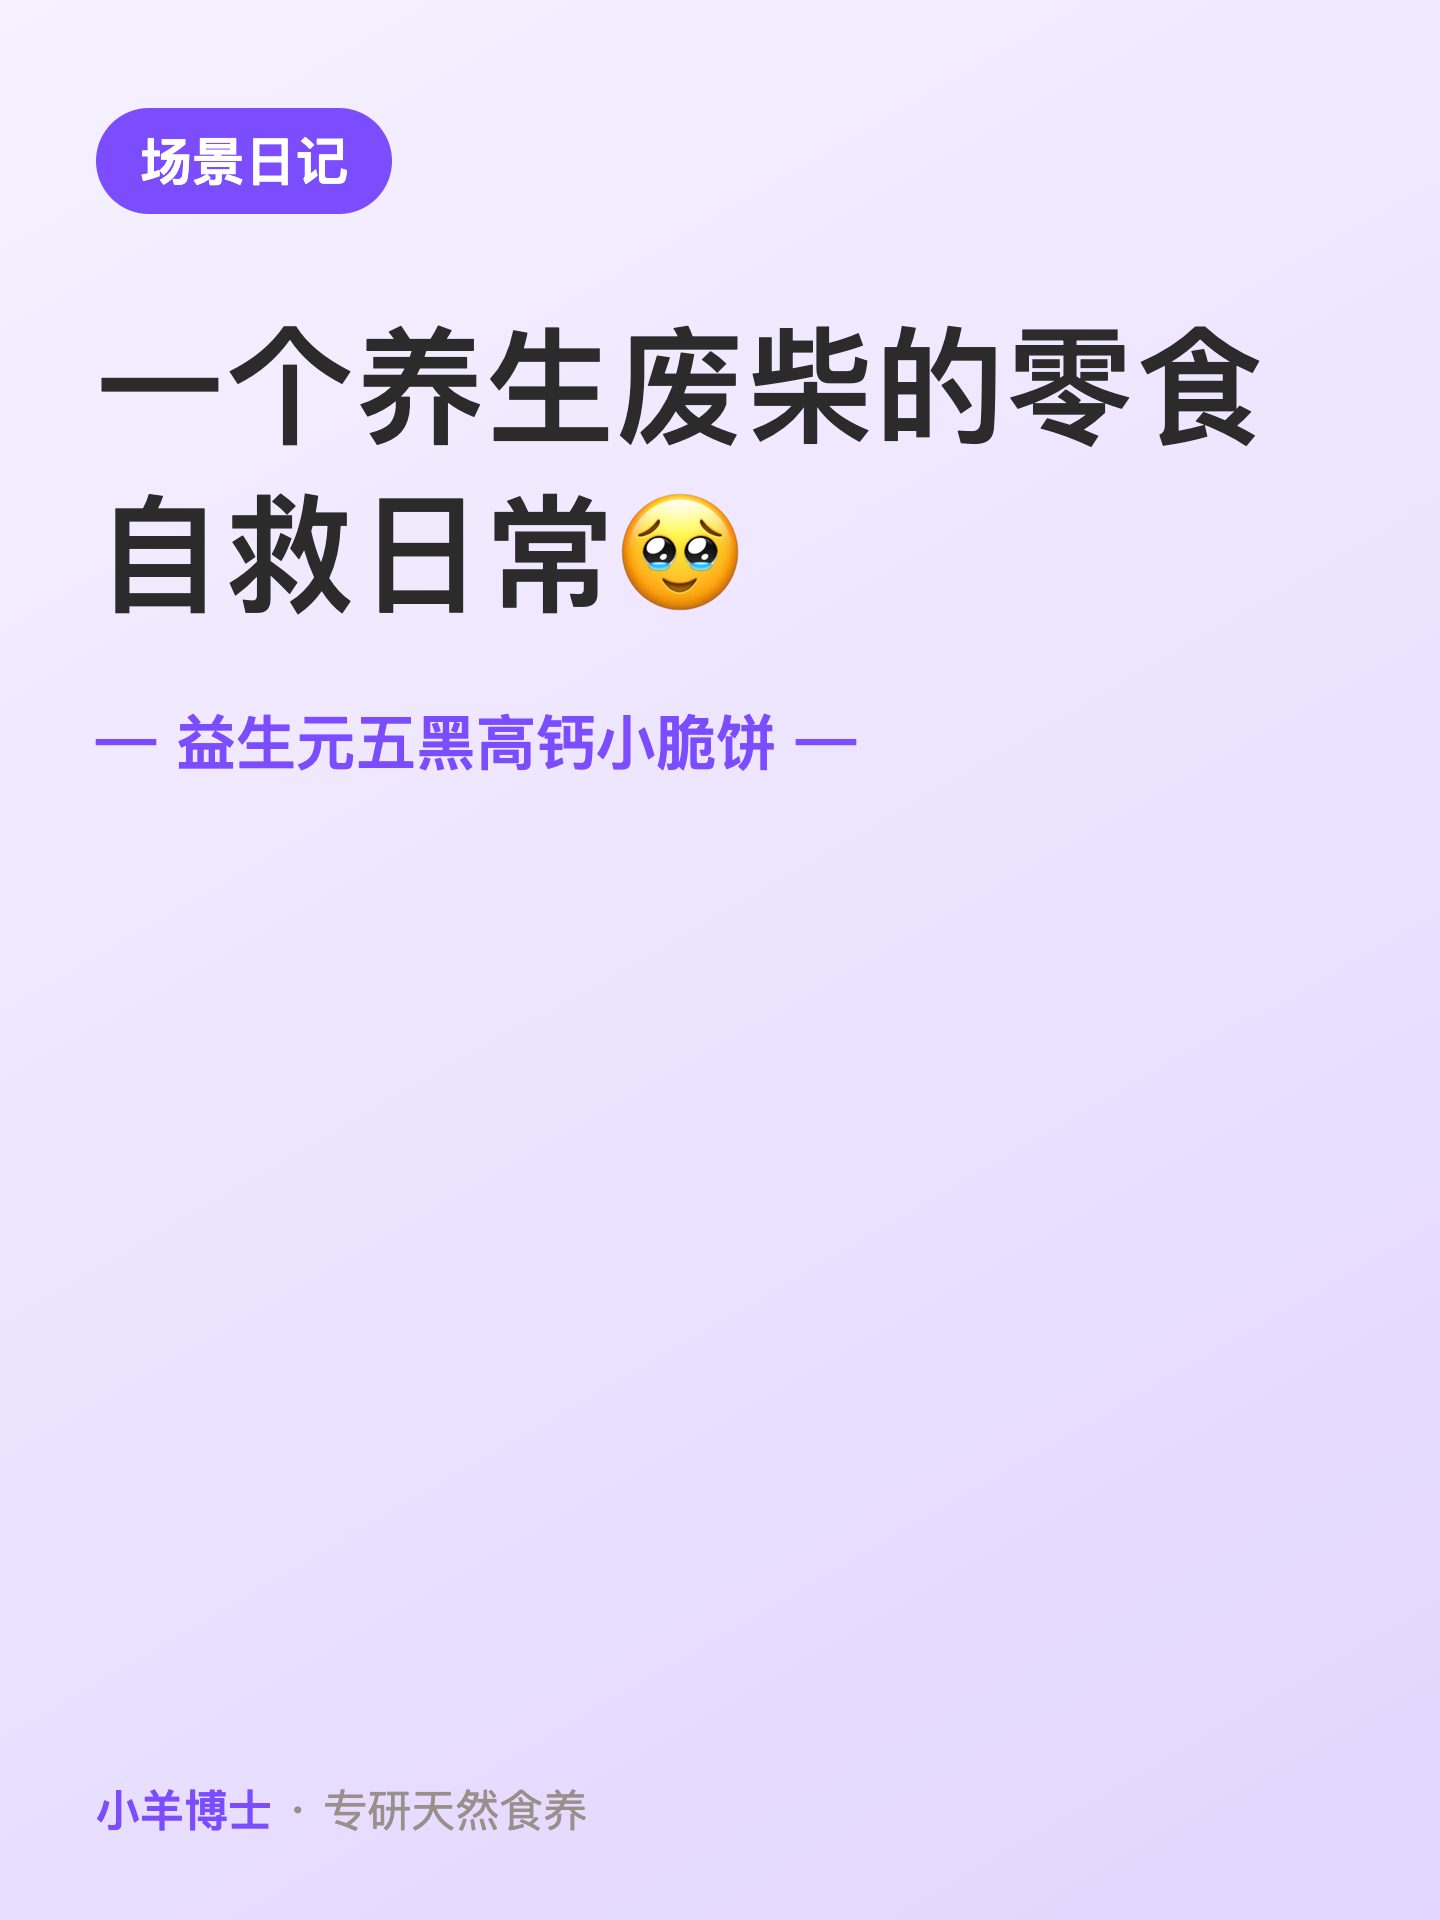 场景日记
一个养生废柴的零食
自救日常🥹
— 益生元五黑高钙小脆饼 —
小羊博士 · 专研天然食养